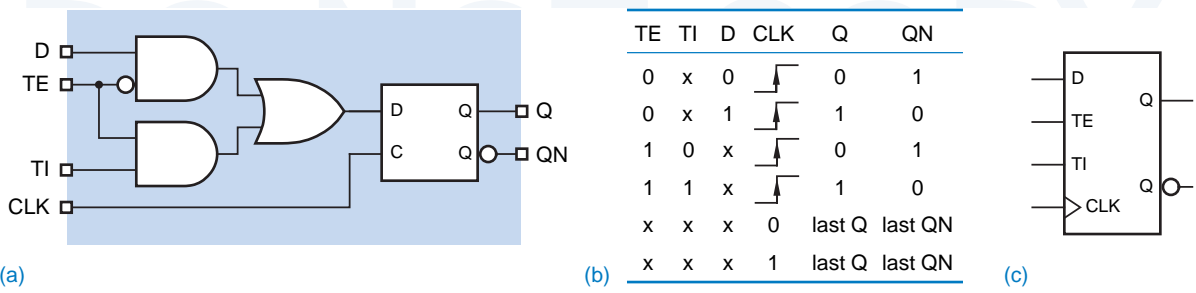 D
TE
TI
CLK
D Q
C Q
Q
QN
(a)
TE TI D CLK Q QN
0 x 0 0 1
0 x 1 1 0
1 0 x 0 1
1 1 x 1 0
x x x 0 last Q last QN
x x x 1 last Q last QN
(b)
D
Q
TE
TI
Q
CLK
(c)